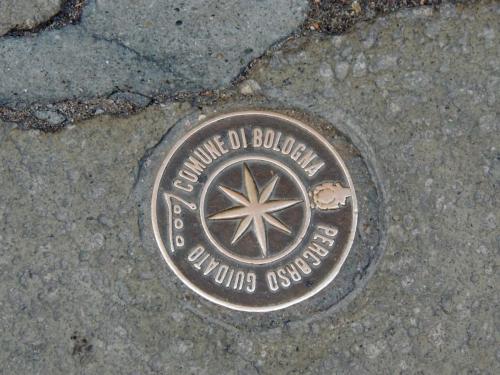 COMUNE DI BOLOGNA
PERCORSO GUIDATO